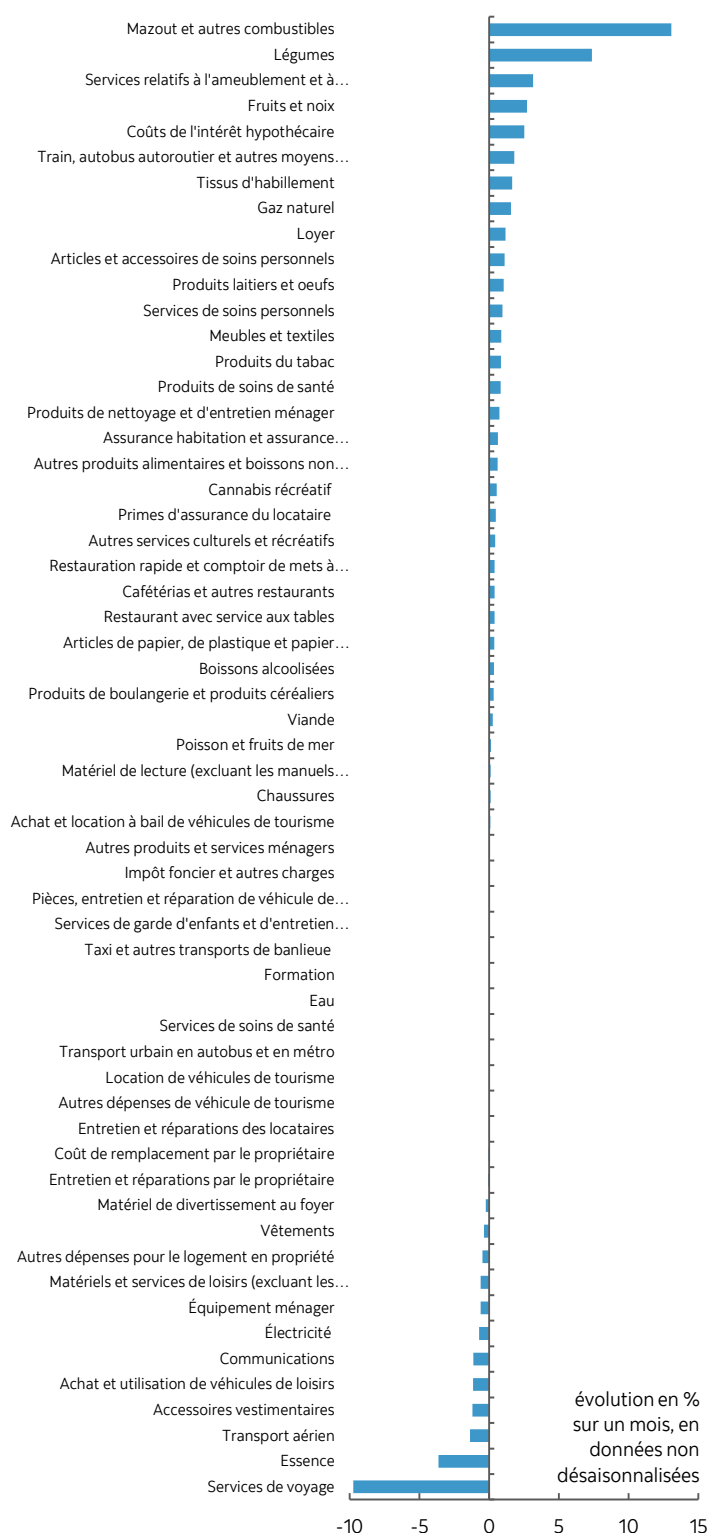 Mazout et autres combustibles
Légumes
Services relatifs à l'ameublement et à…
Fruits et noix
Coûts de l'intérêt hypothécaire
Train, autobus autoroutier et autres moyens…
Tissus d'habillement
Gaz naturel
Loyer
Articles et accessoires de soins personnels
Produits laitiers et oeufs
Services de soins personnels
Meubles et textiles
Produits du tabac
Produits de soins de santé
Produits de nettoyage et d'entretien ménager
Assurance habitation et assurance…
Autres produits alimentaires et boissons non…
Cannabis récréatif
Primes d'assurance du locataire
Autres services culturels et récréatifs
Restauration rapide et comptoir de mets à…
Cafétérias et autres restaurants
Restaurant avec service aux tables
Articles de papier, de plastique et papier…
Boissons alcoolisées
Produits de boulangerie et produits céréaliers
Viande
Poisson et fruits de mer
Matériel de lecture (excluant les manuels…
Chaussures
Achat et location à bail de véhicules de tourisme
Autres produits et services ménagers
Impôt foncier et autres charges
Pièces, entretien et réparation de véhicule de…
Services de garde d'enfants et d'entretien…
Taxi et autres transports de banlieue
Formation
Eau
Services de soins de santé
Transport urbain en autobus et en métro
Location de véhicules de tourisme
Autres dépenses de véhicule de tourisme
Entretien et réparations des locataires
Coût de remplacement par le propriétaire
Entretien et réparations par le propriétaire
Matériel de divertissement au foyer
Vêtements
Autres dépenses pour le logement en propriété
Matériels et services de loisirs (excluant les…
Équipement ménager
Électricité
Communications
Achat et utilisation de véhicules de loisirs
Accessoires vestimentaires
Transport aérien
Essence
Services de voyage
évolution en %
sur un mois, en
données non
désaisonnalisées
-10 -5 0 5 10 15